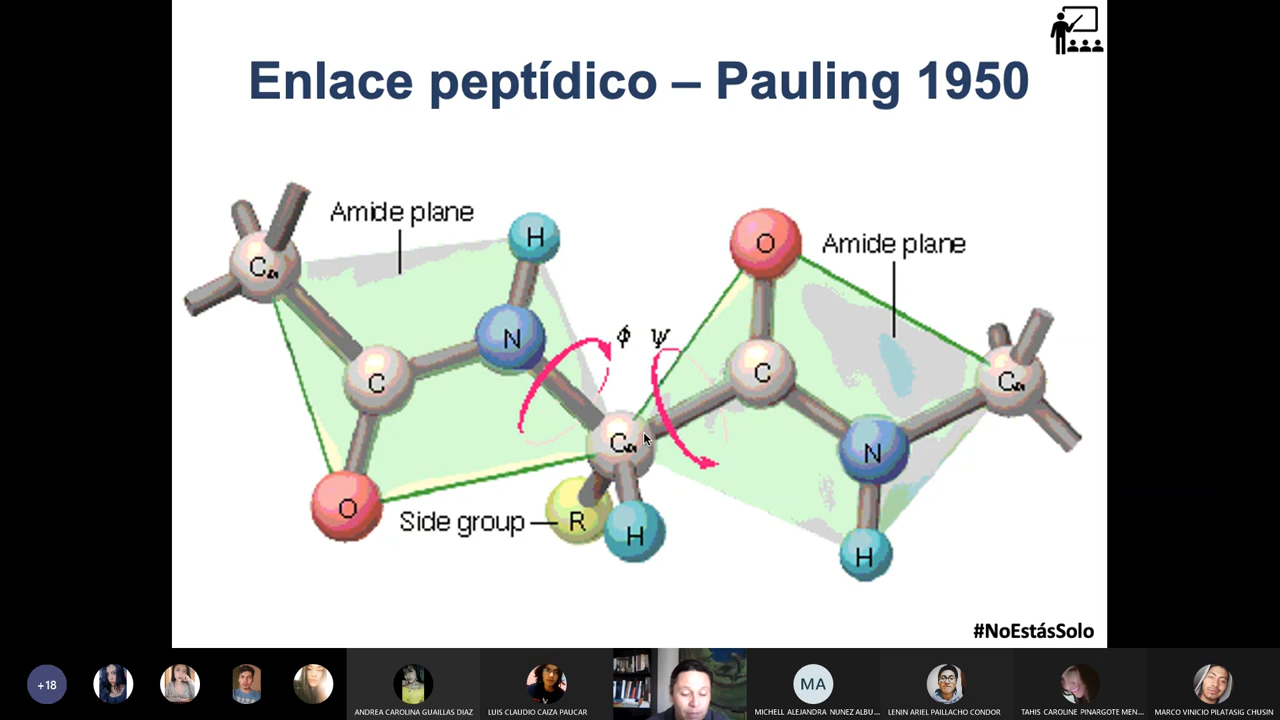 Enlace peptídico – Pauling 1950
Amide plane
H
O
Amide plane
Cα
N
ϕ ψ
C
C
Cα
Cα
N
O
Side group
R
H
H
#NoEstásSolo
+18
ANDREA CAROLINA GUAILLAS DIAZ
LUIS CLAUDIO CAIZA PAUCAR
MA
MICHELL ALEJANDRA NUNEZ ALBU...
LENIN ARIEL PAILLACHO CONDOR
TAHIS CAROLINE PINARGOTE MEN...
MARCO VINICIO PILATASIG CHUSIN